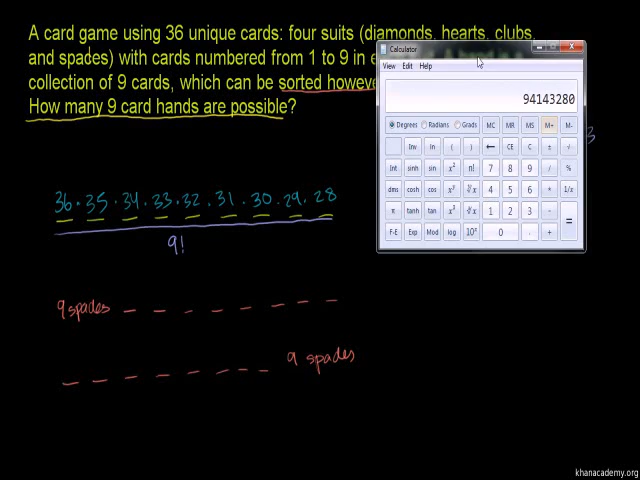 A card game using 36 unique cards: four suits (diamonds, hearts, clubs,
and spades) with cards numbered from 1 to 9 in e
collection of 9 cards, which can be sorted howeve
How many 9 card hands are possible?
Calculator
View Edit Help
94143280
Degrees Radians Grads MC MR MS M+ M-
Inv ln ( ) ← CE C ± √
Int sinh sin x² n! 7 8 9 / %
dms cosh cos xʸ ʸ√x 4 5 6 * 1/x
π tanh tan x³ ³√x 1 2 3 - =
F-E Exp Mod log 10ˣ 0 . +
3
36 · 35 · 34 · 33 · 32 · 31 · 30 · 29 · 28
9!
9 spades
9 spades
khanacademy.org